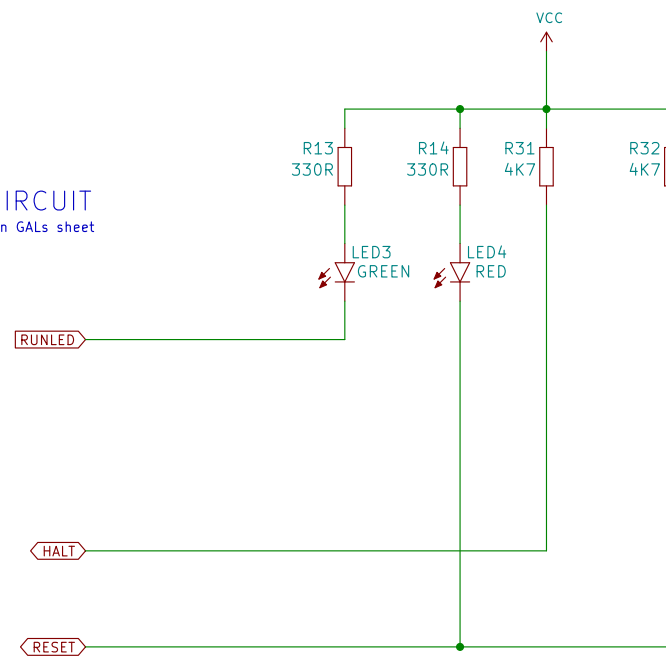 VCC
R13
330R
R14
330R
R31
4K7
R32
4K7
IRCUIT
n GALs sheet
LED3
GREEN
LED4
RED
RUNLED
HALT
RESET